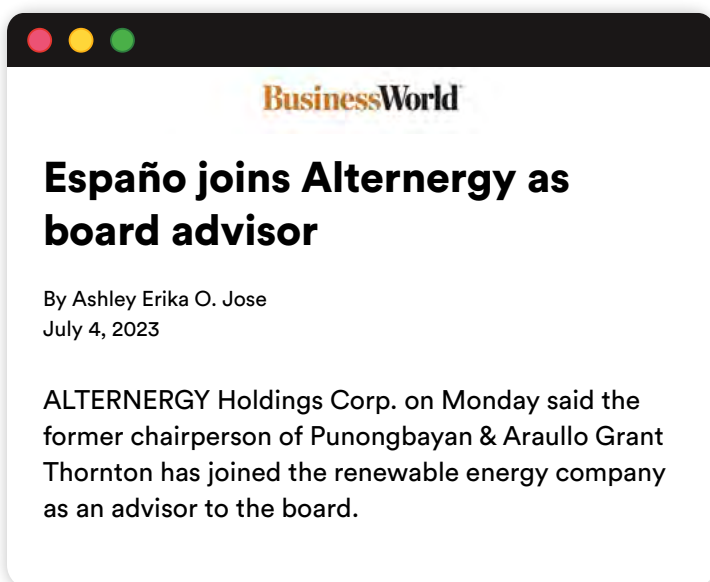 BusinessWorld
Españo joins Alternergy as
board advisor
By Ashley Erika O. Jose
July 4, 2023
ALTERNERGY Holdings Corp. on Monday said the
former chairperson of Punongbayan & Araullo Grant
Thornton has joined the renewable energy company
as an advisor to the board.